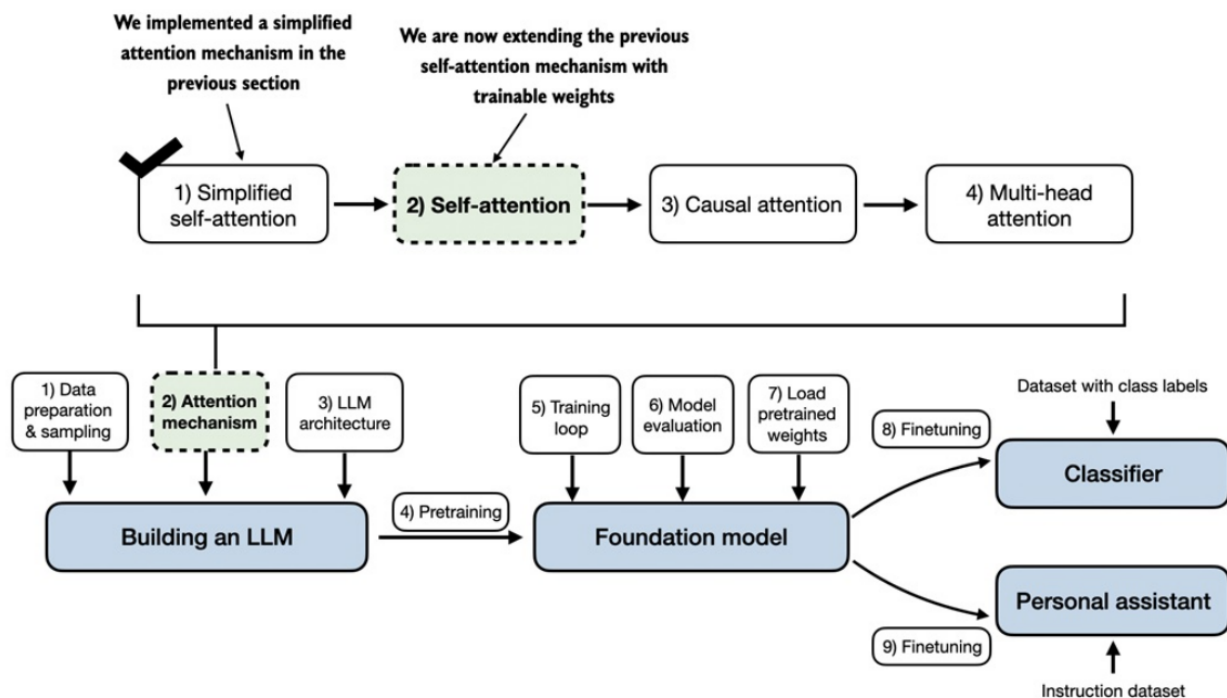 We implemented a simplified
attention mechanism in the
previous section
We are now extending the previous
self-attention mechanism with
trainable weights
1) Simplified
self-attention
2) Self-attention
3) Causal attention
4) Multi-head
attention
1) Data
preparation
& sampling
2) Attention
mechanism
3) LLM
architecture
5) Training
loop
6) Model
evaluation
7) Load
pretrained
weights
Dataset with class labels
8) Finetuning
Classifier
Building an LLM
4) Pretraining
Foundation model
Personal assistant
9) Finetuning
Instruction dataset